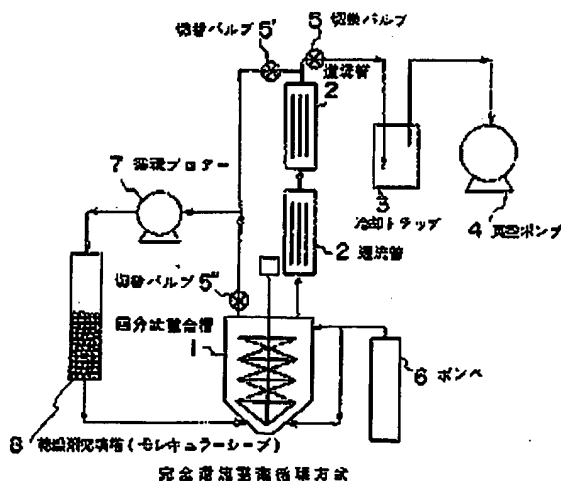 切替バルブ 5'
5 切換バルブ
還流管
2
7 循環ブロアー
3
冷却トラップ
4 真空ポンプ
2 還流管
切替バルブ 5"
回分式重合槽
1
6 ボンベ
8 乾燥剤充填塔(モレキュラーシーブ)